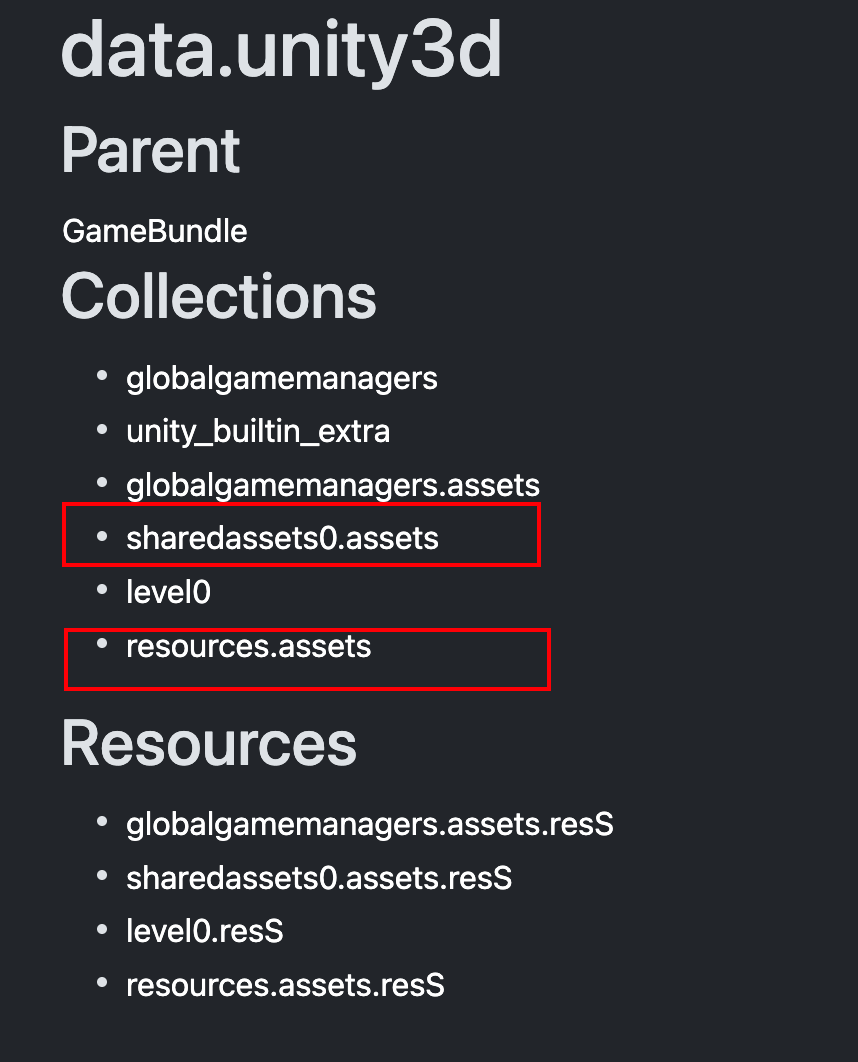 data.unity3d
Parent
GameBundle
Collections
globalgamemanagers
unity_builtin_extra
globalgamemanagers.assets
sharedassets0.assets
level0
resources.assets
Resources
globalgamemanagers.assets.resS
sharedassets0.assets.resS
level0.resS
resources.assets.resS